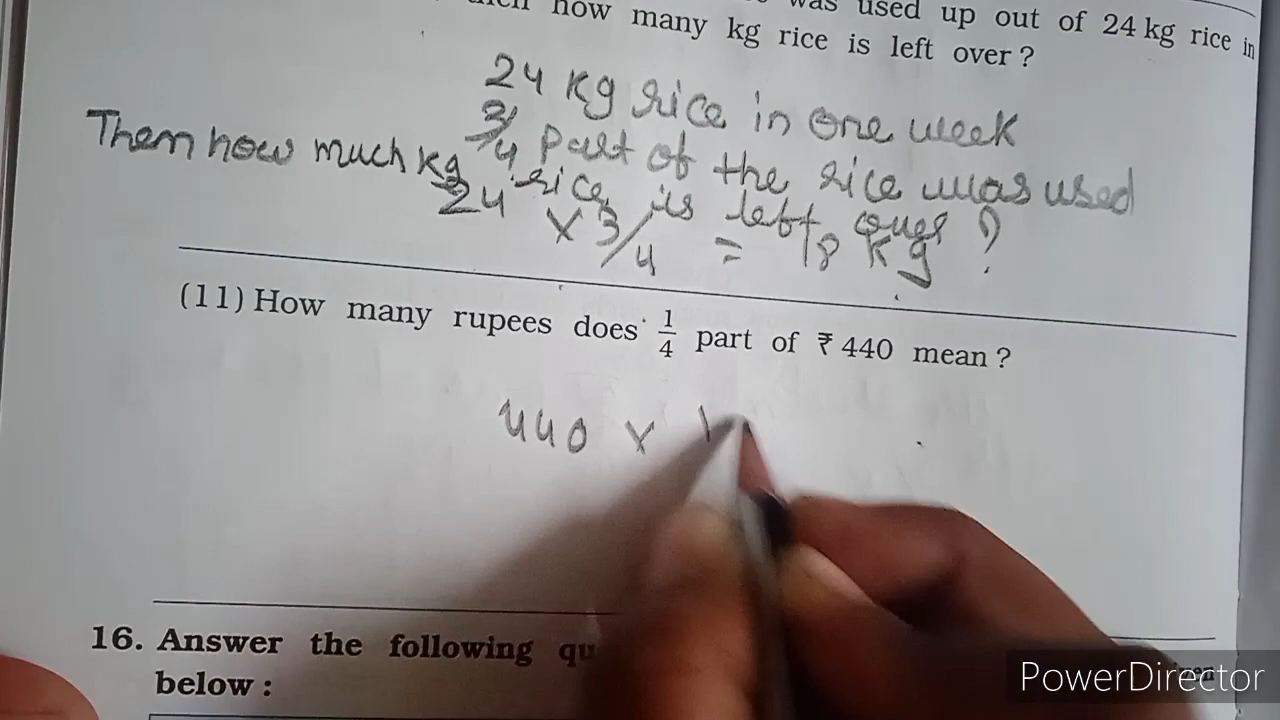 was used up out of 24 kg rice in
how many kg rice is left over ?
24 kg rice in one week
3/4 part of the rice was used
Then how much kg rice is left over ?
24 × 3/4 = 18 kg
(11) How many rupees does 1/4 part of ₹ 440 mean ?
440 × 1
16. Answer the following
below :
PowerDirector